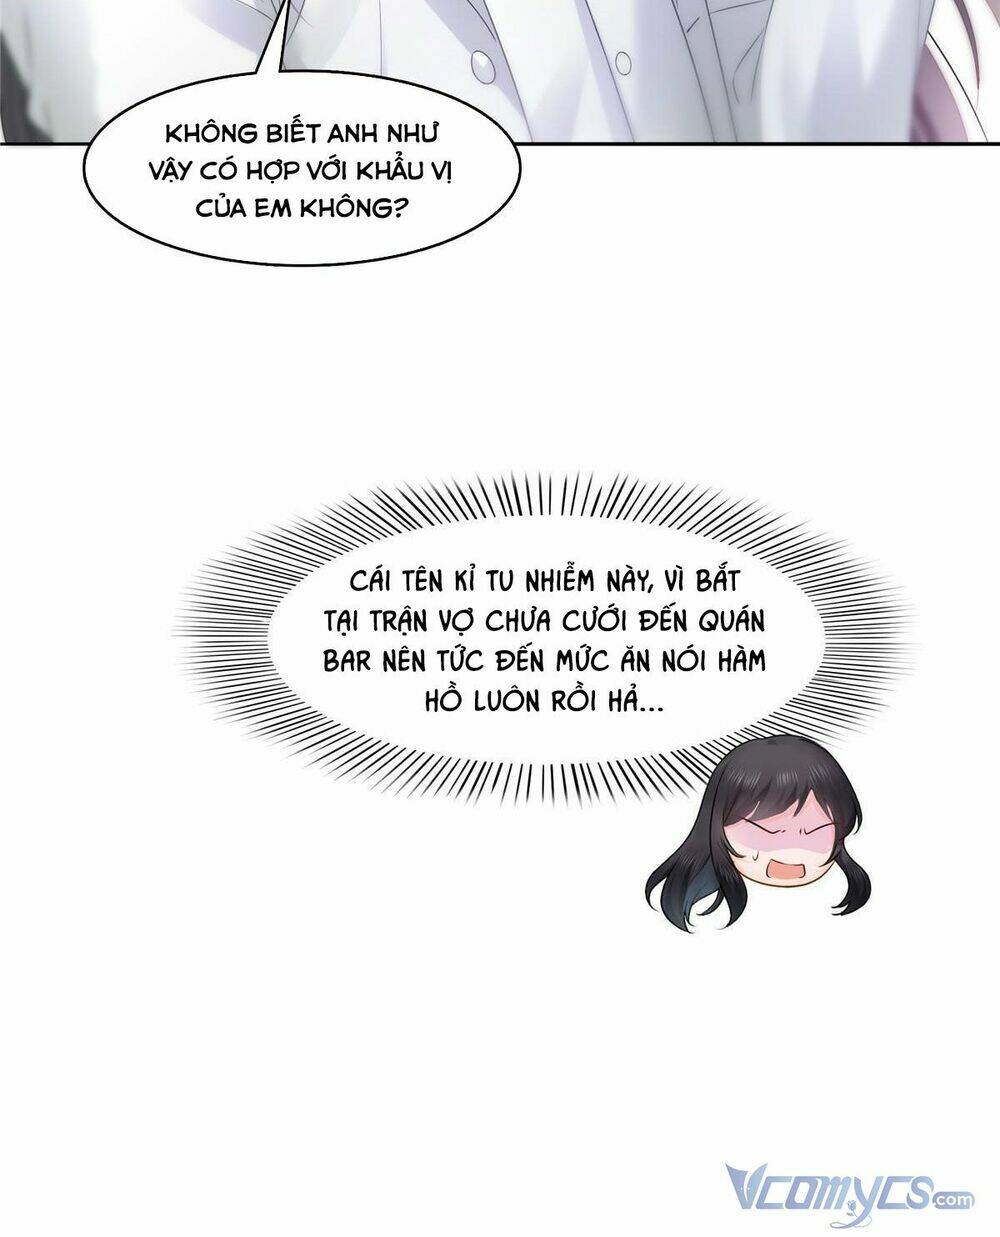 KHÔNG BIẾT ANH NHƯ
VẬY CÓ HỢP VỚI KHẨU VỊ
CỦA EM KHÔNG?
CÁI TÊN KỈ TU NHIỄM NÀY, VÌ BẮT
TẠI TRẬN VỢ CHƯA CƯỚI ĐẾN QUÁN
BAR NÊN TỨC ĐẾN MỨC ĂN NÓI HÀM
HỒ LUÔN RỒI HẢ...
VCOMYCS.com